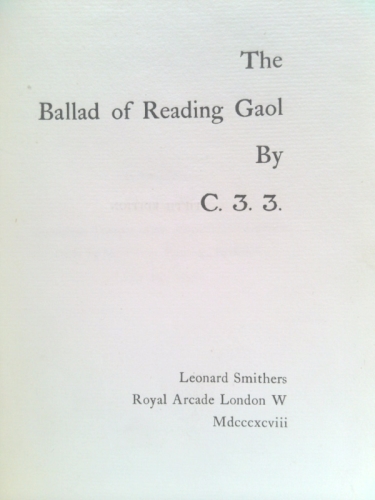 The
Ballad of Reading Gaol
By
C. 3. 3.
Leonard Smithers
Royal Arcade London W
Mdcccxcviii